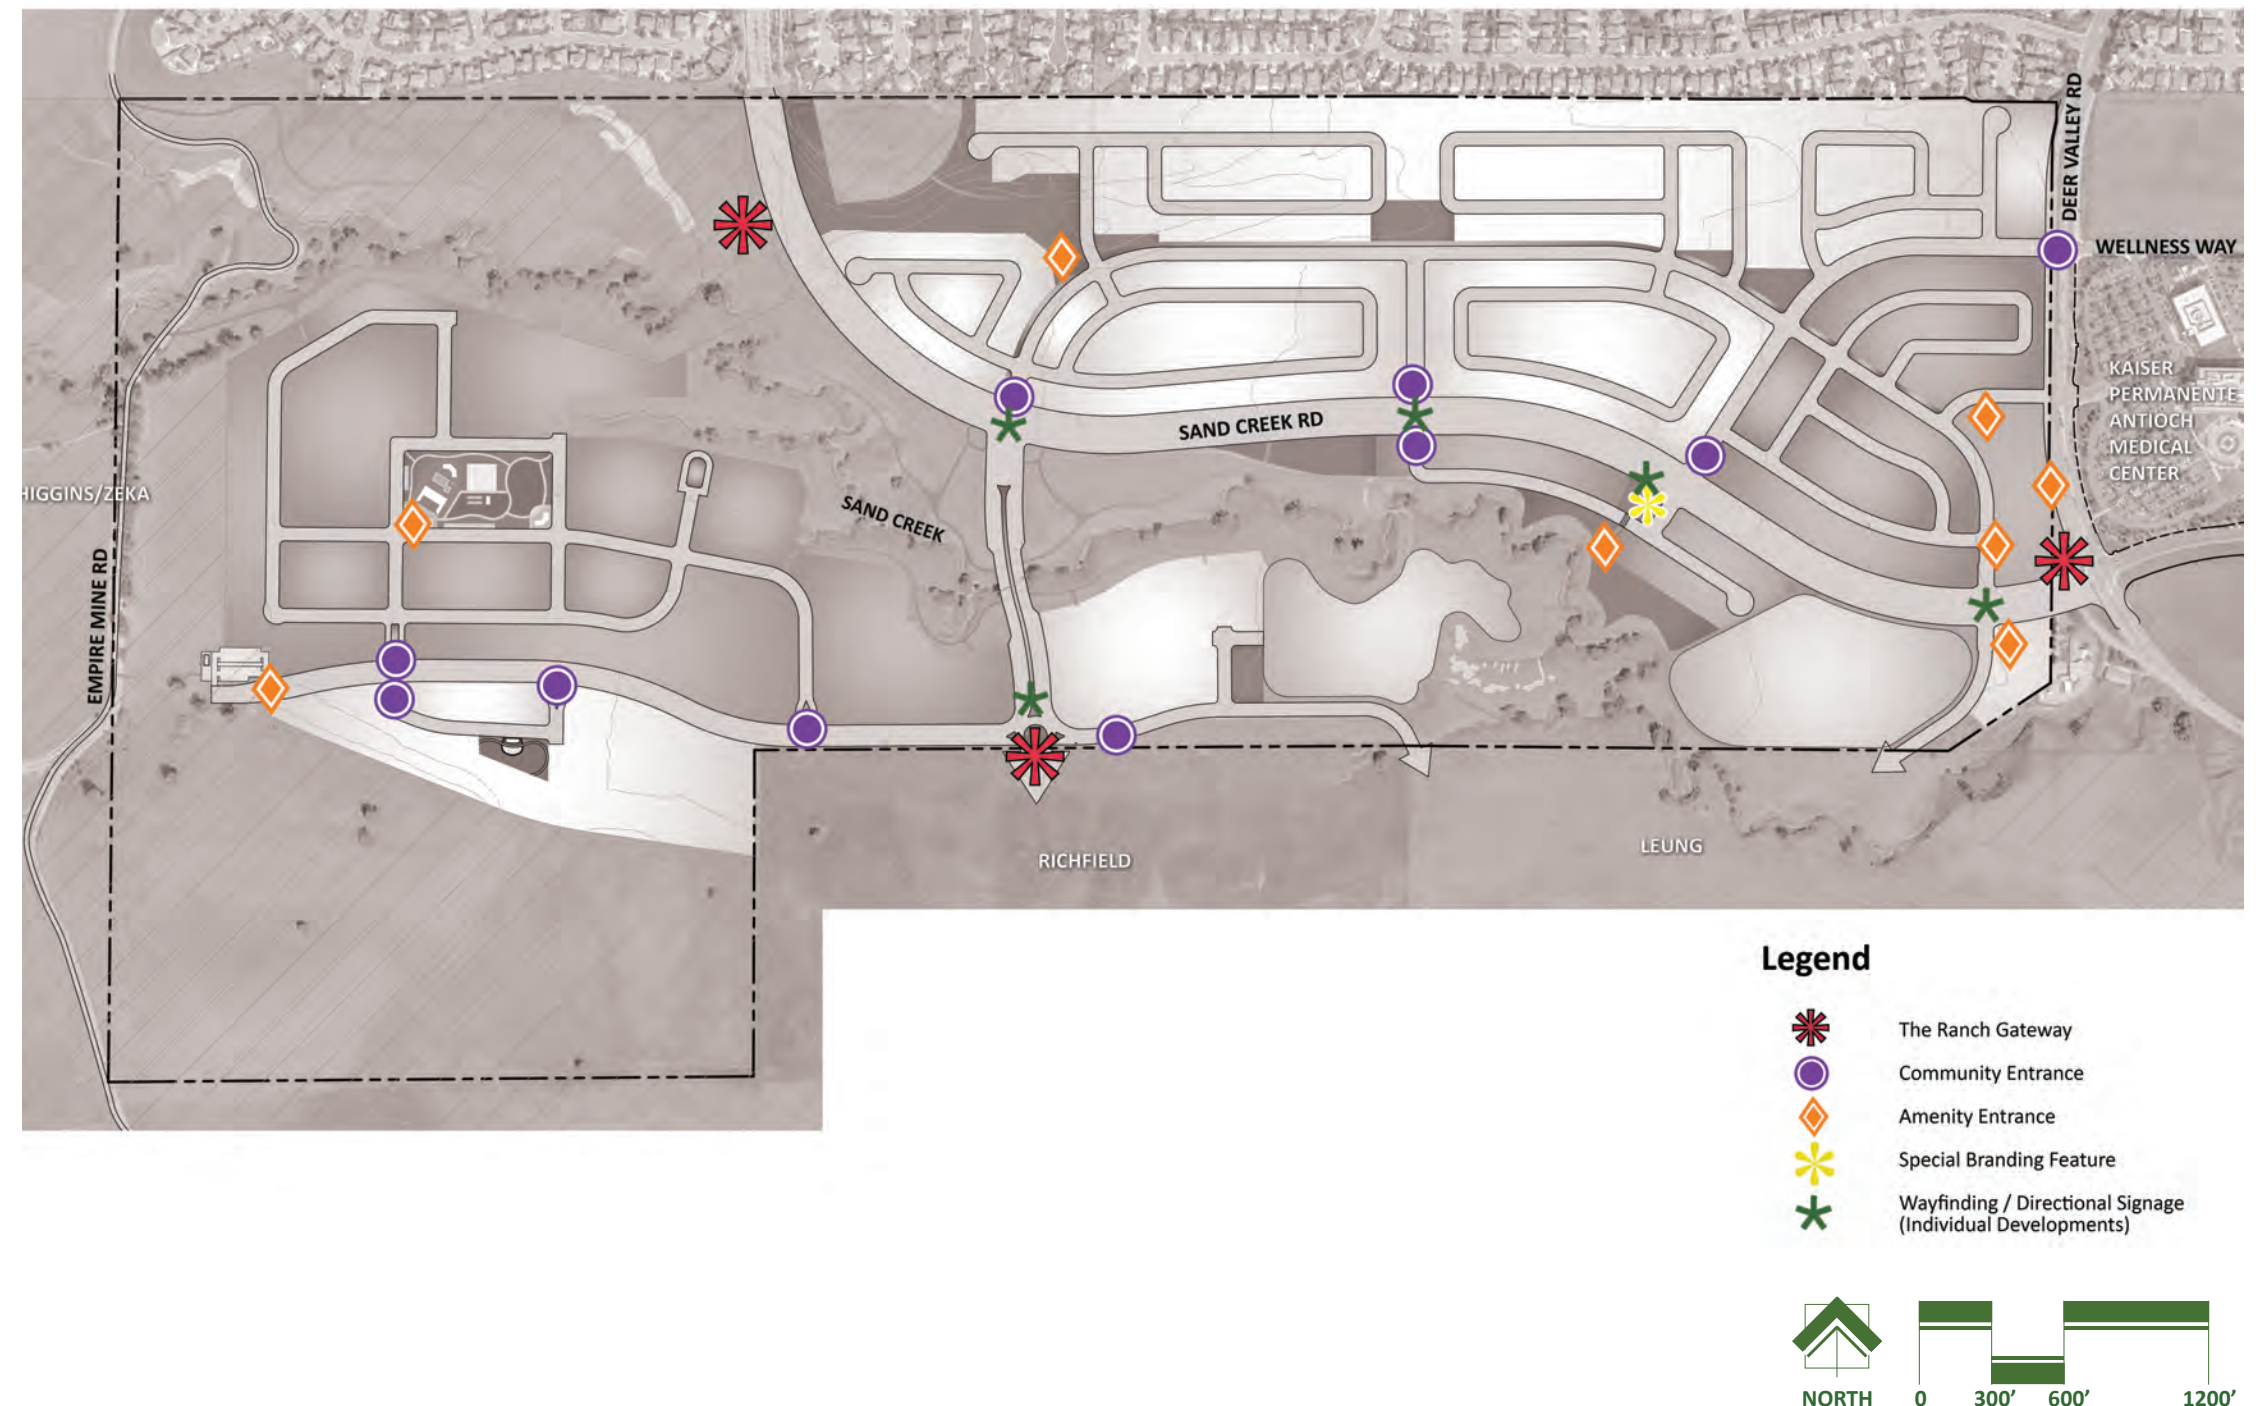 DEER VALLEY RD
WELLNESS WAY
KAISER
PERMANENTE
ANTIOCH
MEDICAL
CENTER
SAND CREEK RD
SAND CREEK
HIGGINS/ZEKA
EMPIRE MINE RD
RICHFIELD
LEUNG
Legend
The Ranch Gateway
Community Entrance
Amenity Entrance
Special Branding Feature
Wayfinding / Directional Signage
(Individual Developments)
NORTH
0 300’ 600’ 1200’